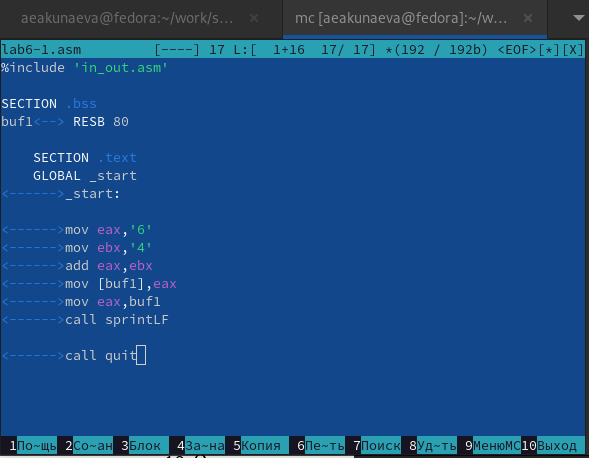 aeakunaeva@fedora:~/work/s... × mc [aeakunaeva@fedora]:~/w... ×
lab6-1.asm [----] 17 L:[ 1+16 17/ 17] *(192 / 192b) <EOF>[*][X]
%include 'in_out.asm'
SECTION .bss
buf1<--> RESB 80
SECTION .text
GLOBAL _start
<------>_start:
<------>mov eax,'6'
<------>mov ebx,'4'
<------>add eax,ebx
<------>mov [buf1],eax
<------>mov eax,buf1
<------>call sprintLF
<------>call quit
1По~щь 2Со~ан 3Блок 4За~на 5Копия 6Пе~ть 7Поиск 8Уд~ть 9МенюMC 10Выход